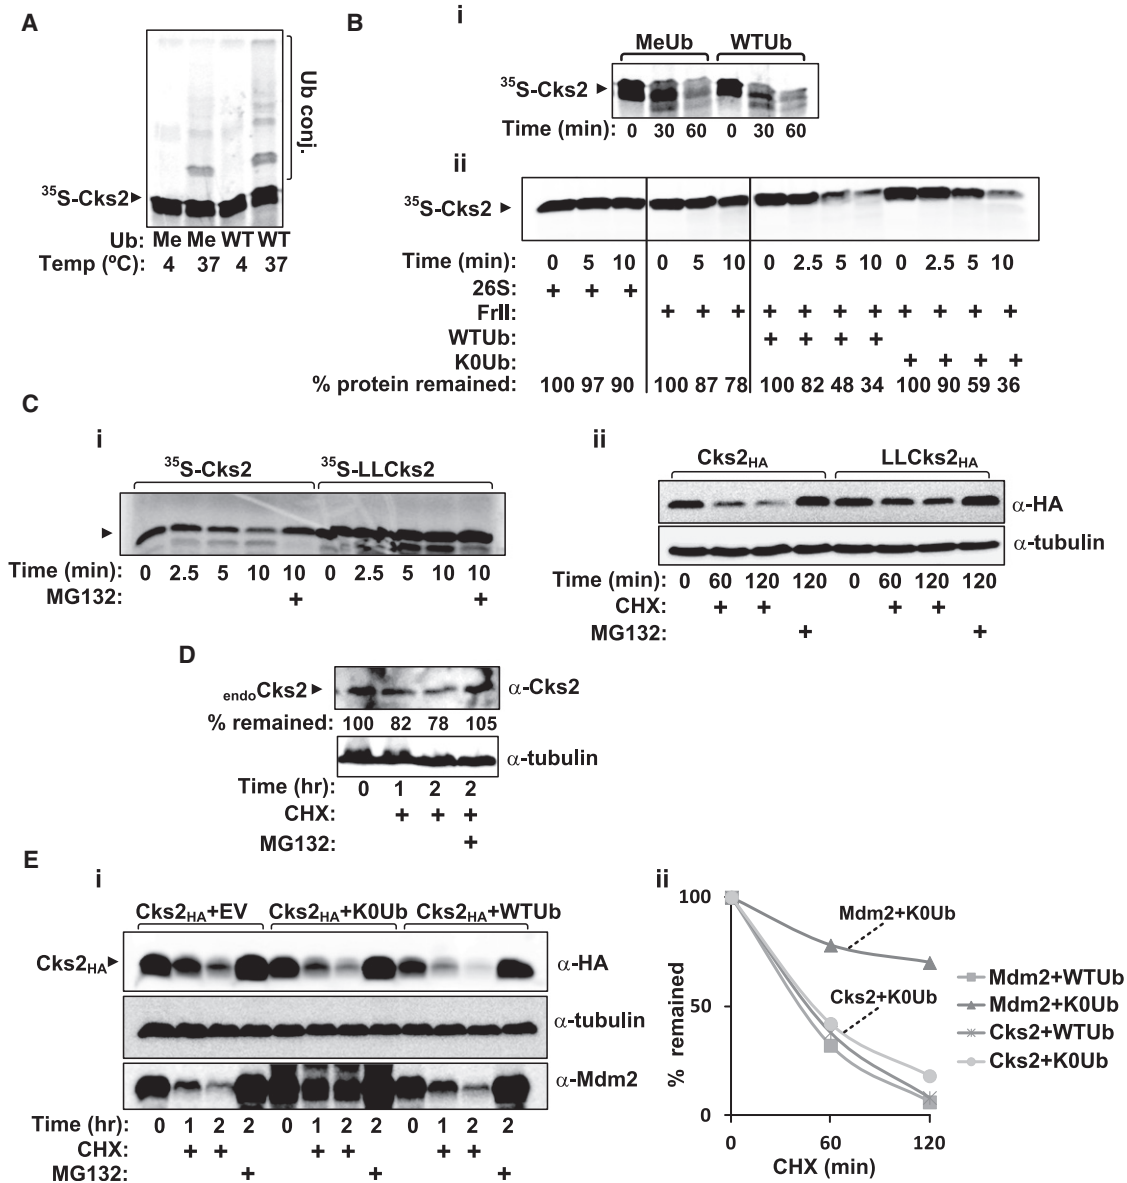 A
Ub conj.
35S-Cks2
Ub: Me Me WT WT
Temp (ºC): 4 37 4 37
B
i
MeUb WTUb
35S-Cks2
Time (min): 0 30 60 0 30 60
ii
35S-Cks2
Time (min): 0 5 10 0 5 10 0 2.5 5 10 0 2.5 5 10
26S: + + +
FrII: + + + + + + + + + + +
WTUb: + + + +
K0Ub: + + + +
% protein remained: 100 97 90 100 87 78 100 82 48 34 100 90 59 36
C
i
35S-Cks2 35S-LLCks2
Time (min): 0 2.5 5 10 10 0 2.5 5 10 10
MG132: + +
ii
Cks2HA LLCks2HA
α-HA
α-tubulin
Time (min): 0 60 120 120 0 60 120 120
CHX: + + + +
MG132: + +
D
endoCks2 α-Cks2
% remained: 100 82 78 105
α-tubulin
Time (hr): 0 1 2 2
CHX: + + +
MG132: +
E
i
Cks2HA+EV Cks2HA+K0Ub Cks2HA+WTUb
Cks2HA α-HA
α-tubulin
α-Mdm2
Time (hr): 0 1 2 2 0 1 2 2 0 1 2 2
CHX: + + + + + +
MG132: + + +
ii
% remained
100
50
0
0 60 120
CHX (min)
Mdm2+K0Ub
Cks2+K0Ub
Mdm2+WTUb
Mdm2+K0Ub
Cks2+WTUb
Cks2+K0Ub